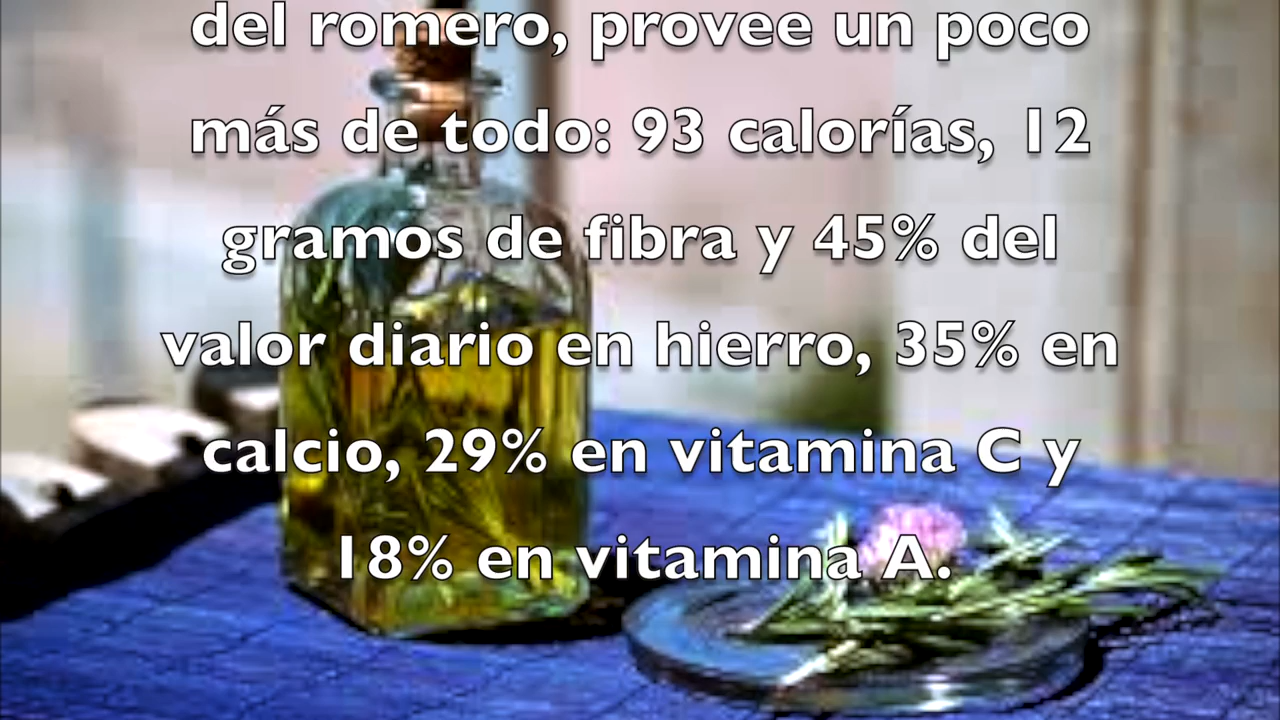 del romero, provee un poco
más de todo: 93 calorías, 12
gramos de fibra y 45% del
valor diario en hierro, 35% en
calcio, 29% en vitamina C y
18% en vitamina A.